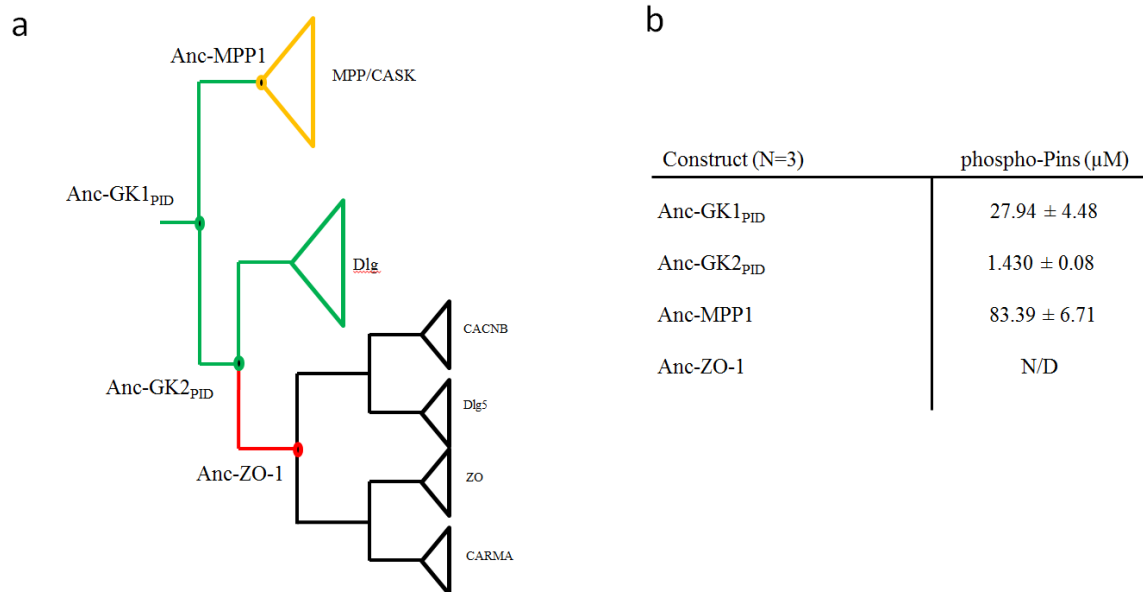 a
Anc-MPP1
MPP/CASK
Anc-GK1PID
Dlg
CACNB
Anc-GK2PID
Dlg5
Anc-ZO-1
ZO
CARMA
b
Construct (N=3) phospho-Pins (µM)
Anc-GK1PID 27.94 ± 4.48
Anc-GK2PID 1.430 ± 0.08
Anc-MPP1 83.39 ± 6.71
Anc-ZO-1 N/D